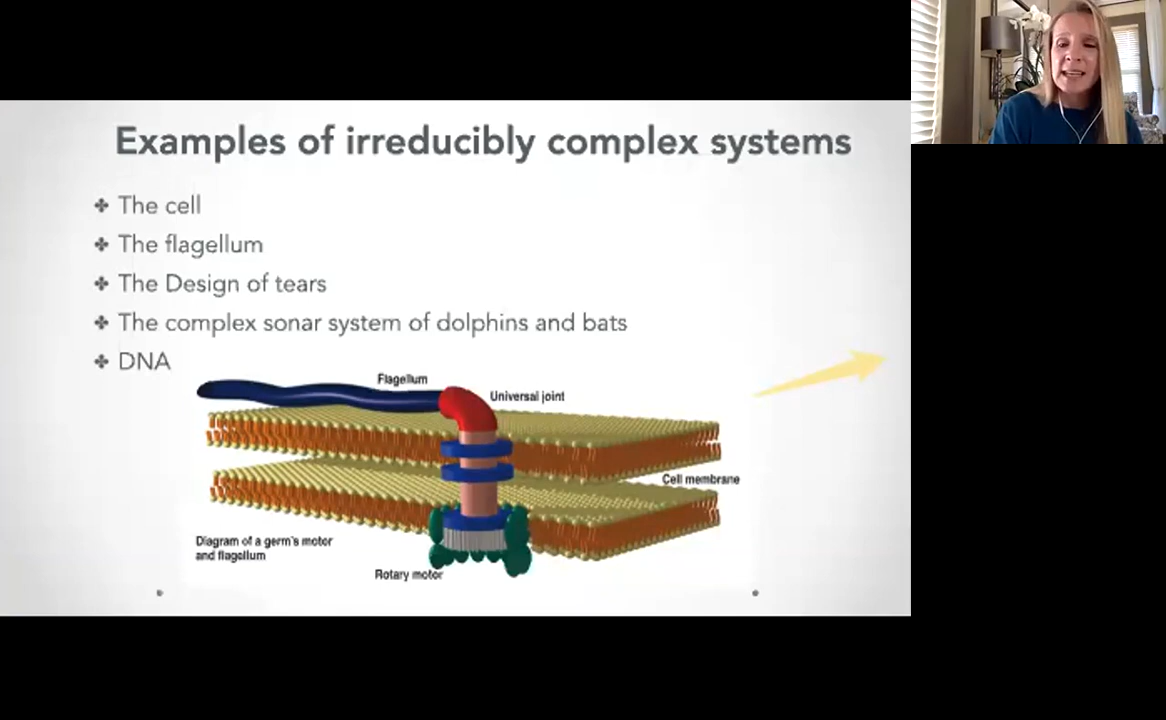 Examples of irreducibly complex systems
The cell
The flagellum
The Design of tears
The complex sonar system of dolphins and bats
DNA
Flagellum
Universal joint
Cell membrane
Diagram of a germ's motor
and flagellum
Rotary motor